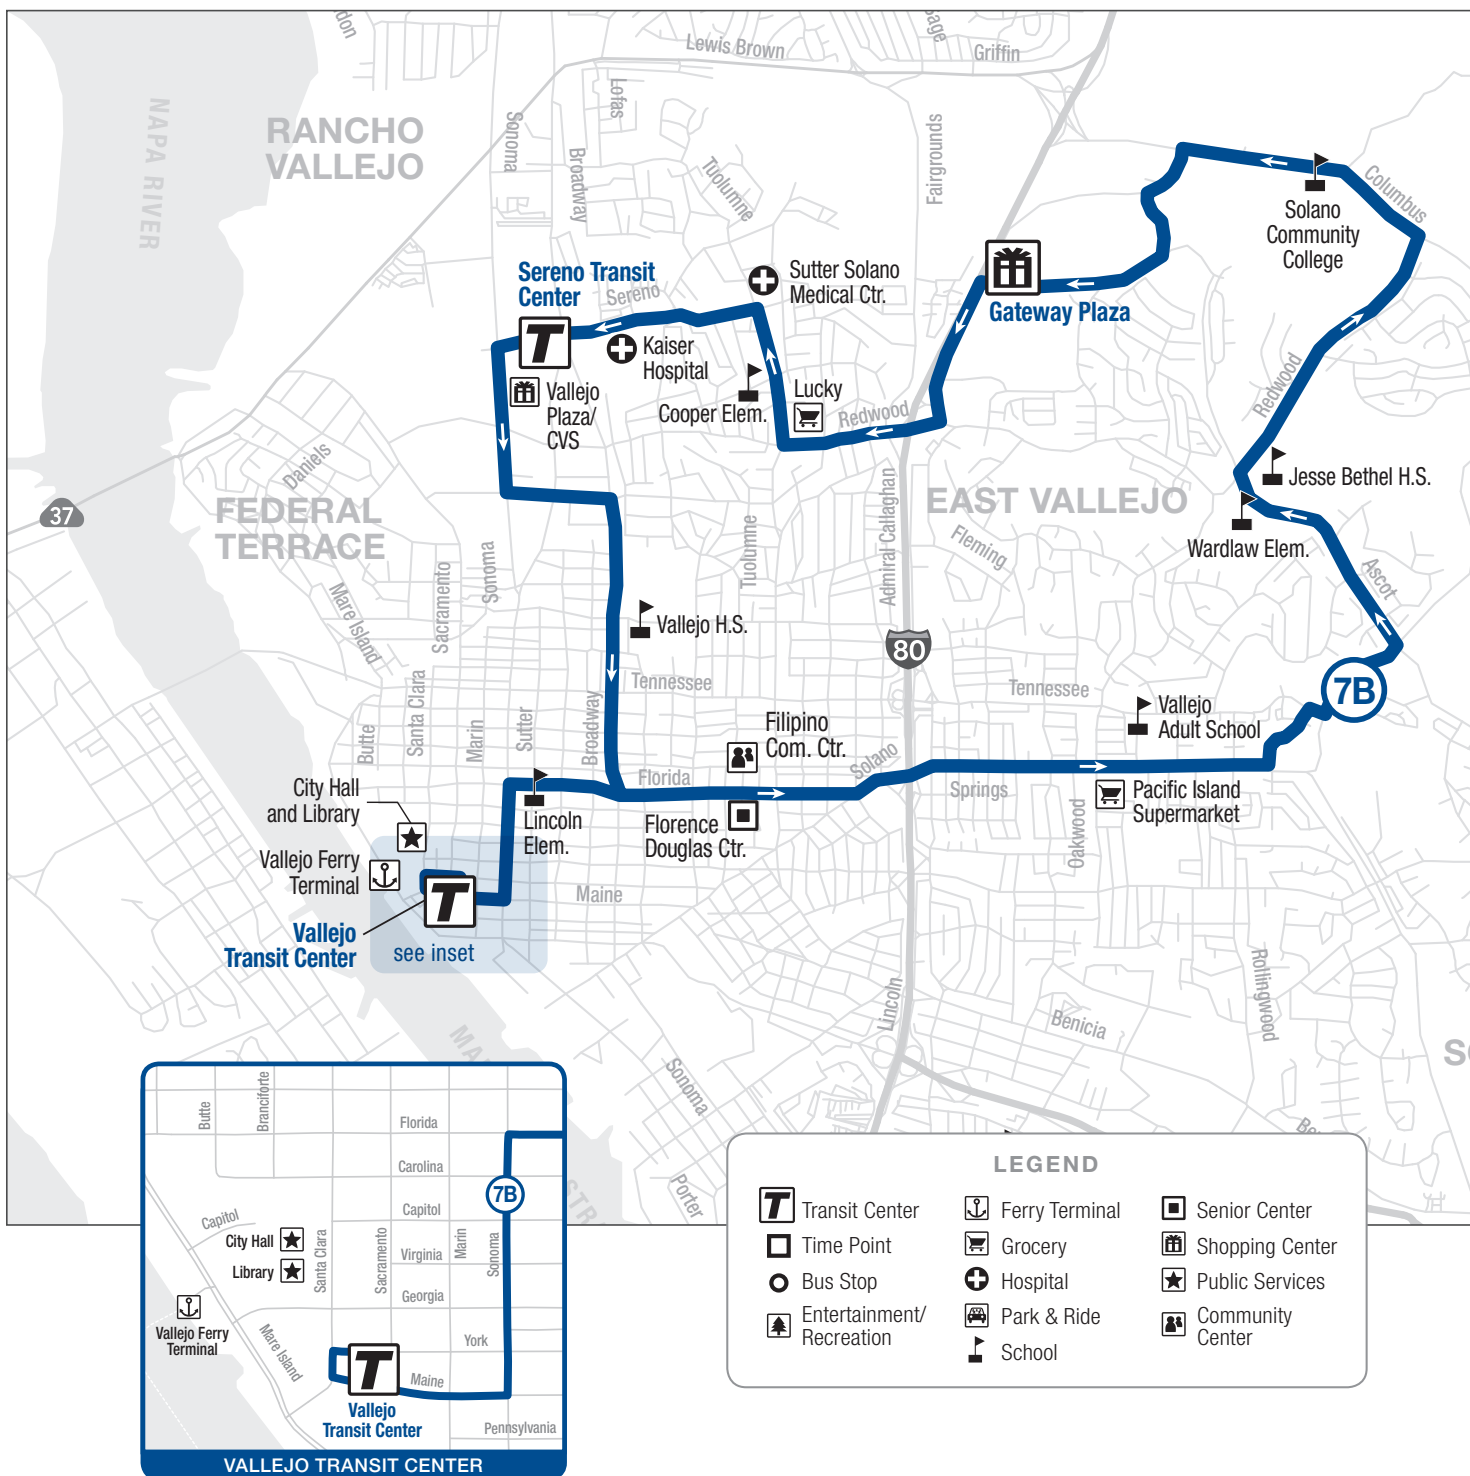 Lewis Brown
Griffin
Lofas
Sonoma
Broadway
Tuolumne
Fairgrounds
NAPA RIVER
RANCHO
VALLEJO
Columbus
Solano
Community
College
Sereno Transit
Center
Sereno
Sutter Solano
Medical Ctr.
Gateway Plaza
T
Kaiser
Hospital
Vallejo
Plaza/
CVS
Cooper Elem.
Lucky
Redwood
Redwood
Daniels
37
FEDERAL
TERRACE
EAST VALLEJO
Jesse Bethel H.S.
Wardlaw Elem.
Admiral Callaghan
Fleming
Tuolumne
Ascot
Mare Island
Sacramento
Sonoma
Vallejo H.S.
80
Tennessee
Tennessee
7B
Santa Clara
Butte
Marin
Sutter
Broadway
Filipino
Com. Ctr.
Vallejo
Adult School
Solano
Florida
Springs
City Hall
and Library
Lincoln
Elem.
Florence
Douglas Ctr.
Pacific Island
Supermarket
Oakwood
Vallejo Ferry
Terminal
Maine
T
Vallejo
Transit Center
see inset
Lincoln
Rollingwood
Benicia
Sonoma
Porter
Butte
Branciforte
Florida
Carolina
7B
Capitol
Capitol
City Hall
Library
Santa Clara
Sacramento
Virginia
Marin
Sonoma
Georgia
Vallejo Ferry
Terminal
Mare Island
York
T
Maine
Vallejo
Transit Center
Pennsylvania
VALLEJO TRANSIT CENTER
LEGEND
T Transit Center
Time Point
Bus Stop
Entertainment/
Recreation
Ferry Terminal
Grocery
Hospital
Park & Ride
School
Senior Center
Shopping Center
Public Services
Community
Center